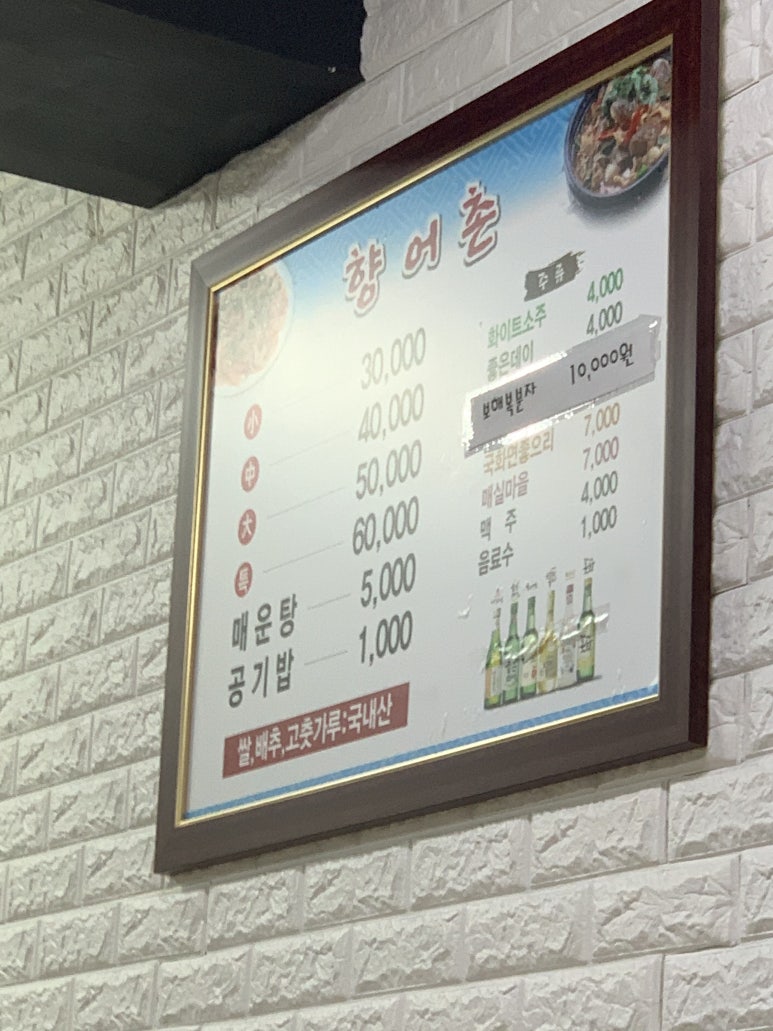 향어촌
小 30,000
中 40,000
大 50,000
특 60,000
매운탕 5,000
공기밥 1,000
쌀,배추,고춧가루:국내산
주류
화이트소주 4,000
좋은데이 4,000
보해복분자 10,000원
국화면좋으리 7,000
매실마을 7,000
맥주 4,000
음료수 1,000